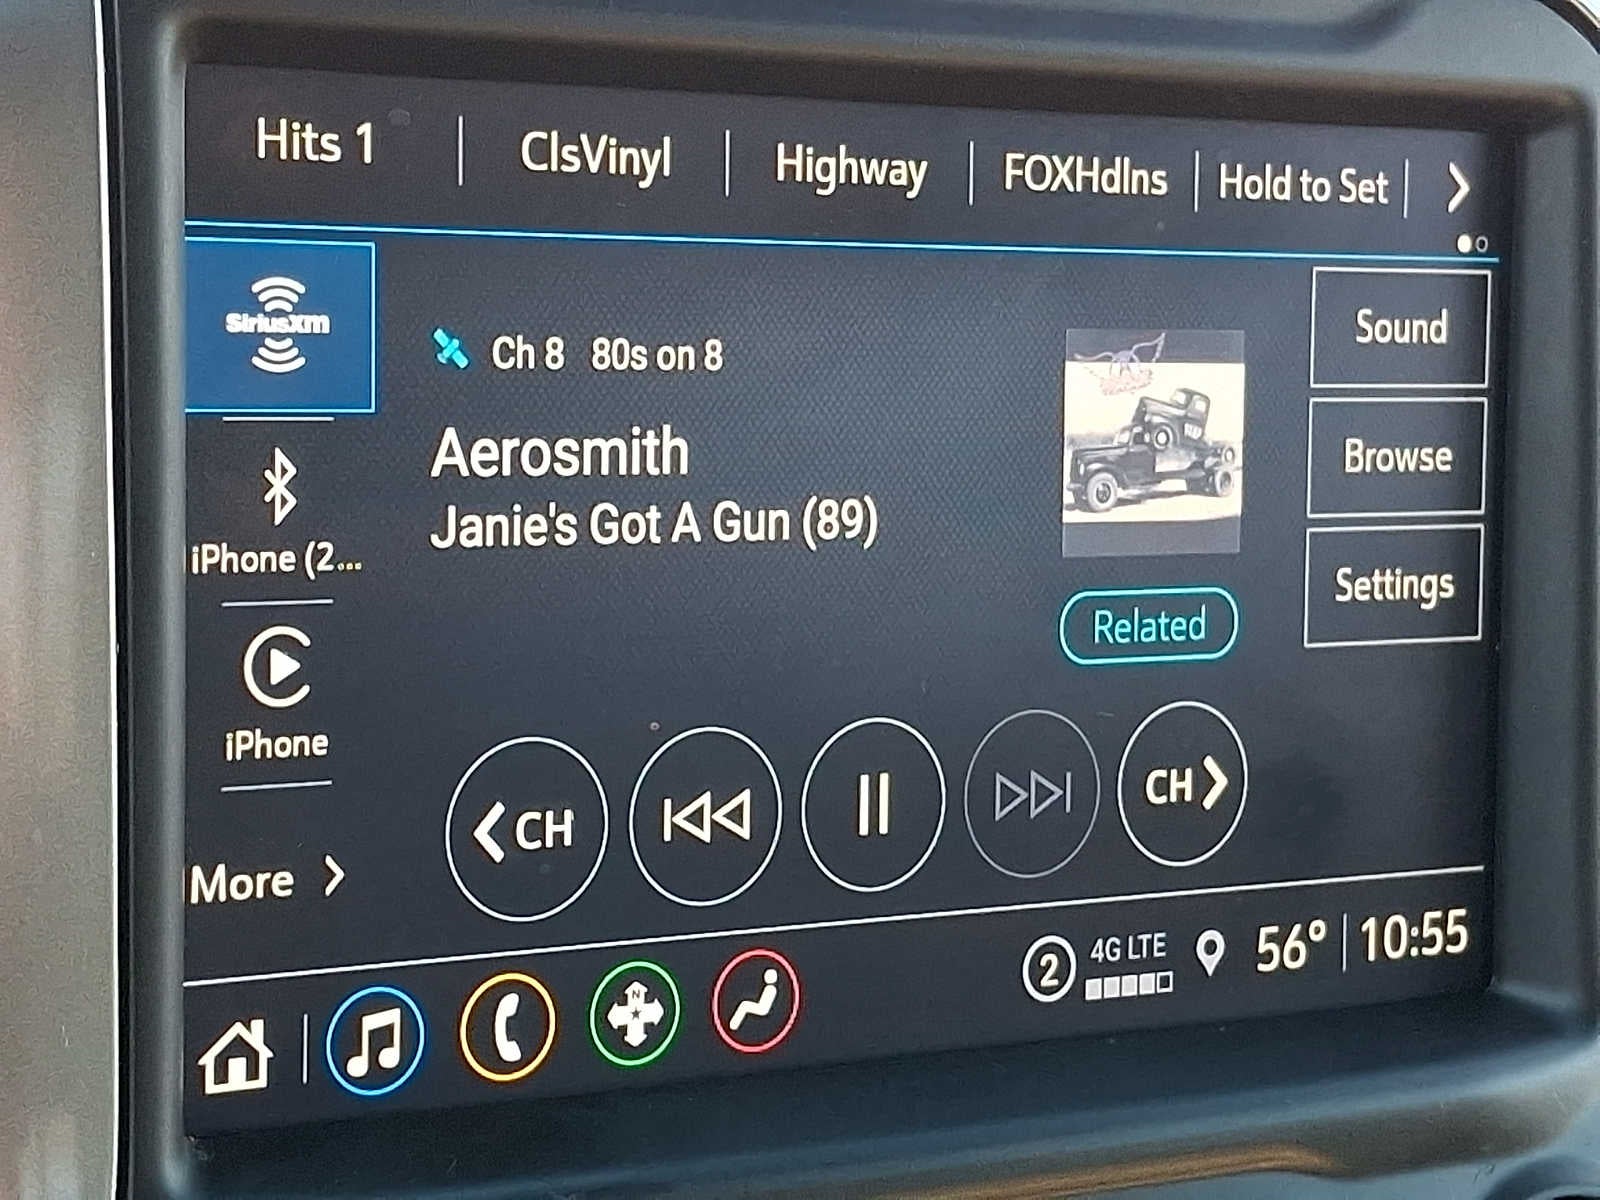 Hits 1
ClsVinyl
Highway
FOXHdlns
Hold to Set
SiriusXM
Ch 8 80s on 8
Sound
Aerosmith
Janie's Got A Gun (89)
Browse
iPhone (2...
Settings
Related
iPhone
CH
CH
More
2
4G LTE
56°
10:55
N